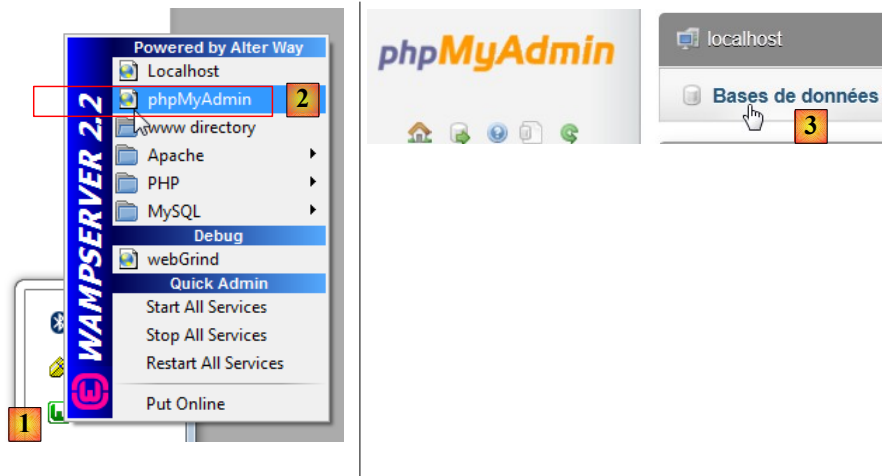 Powered by Alter Way
Localhost
phpMyAdmin
2
www directory
Apache
PHP
MySQL
Debug
webGrind
Quick Admin
Start All Services
Stop All Services
Restart All Services
Put Online
WAMPSERVER 2.2
1
phpMyAdmin
localhost
Bases de données
3